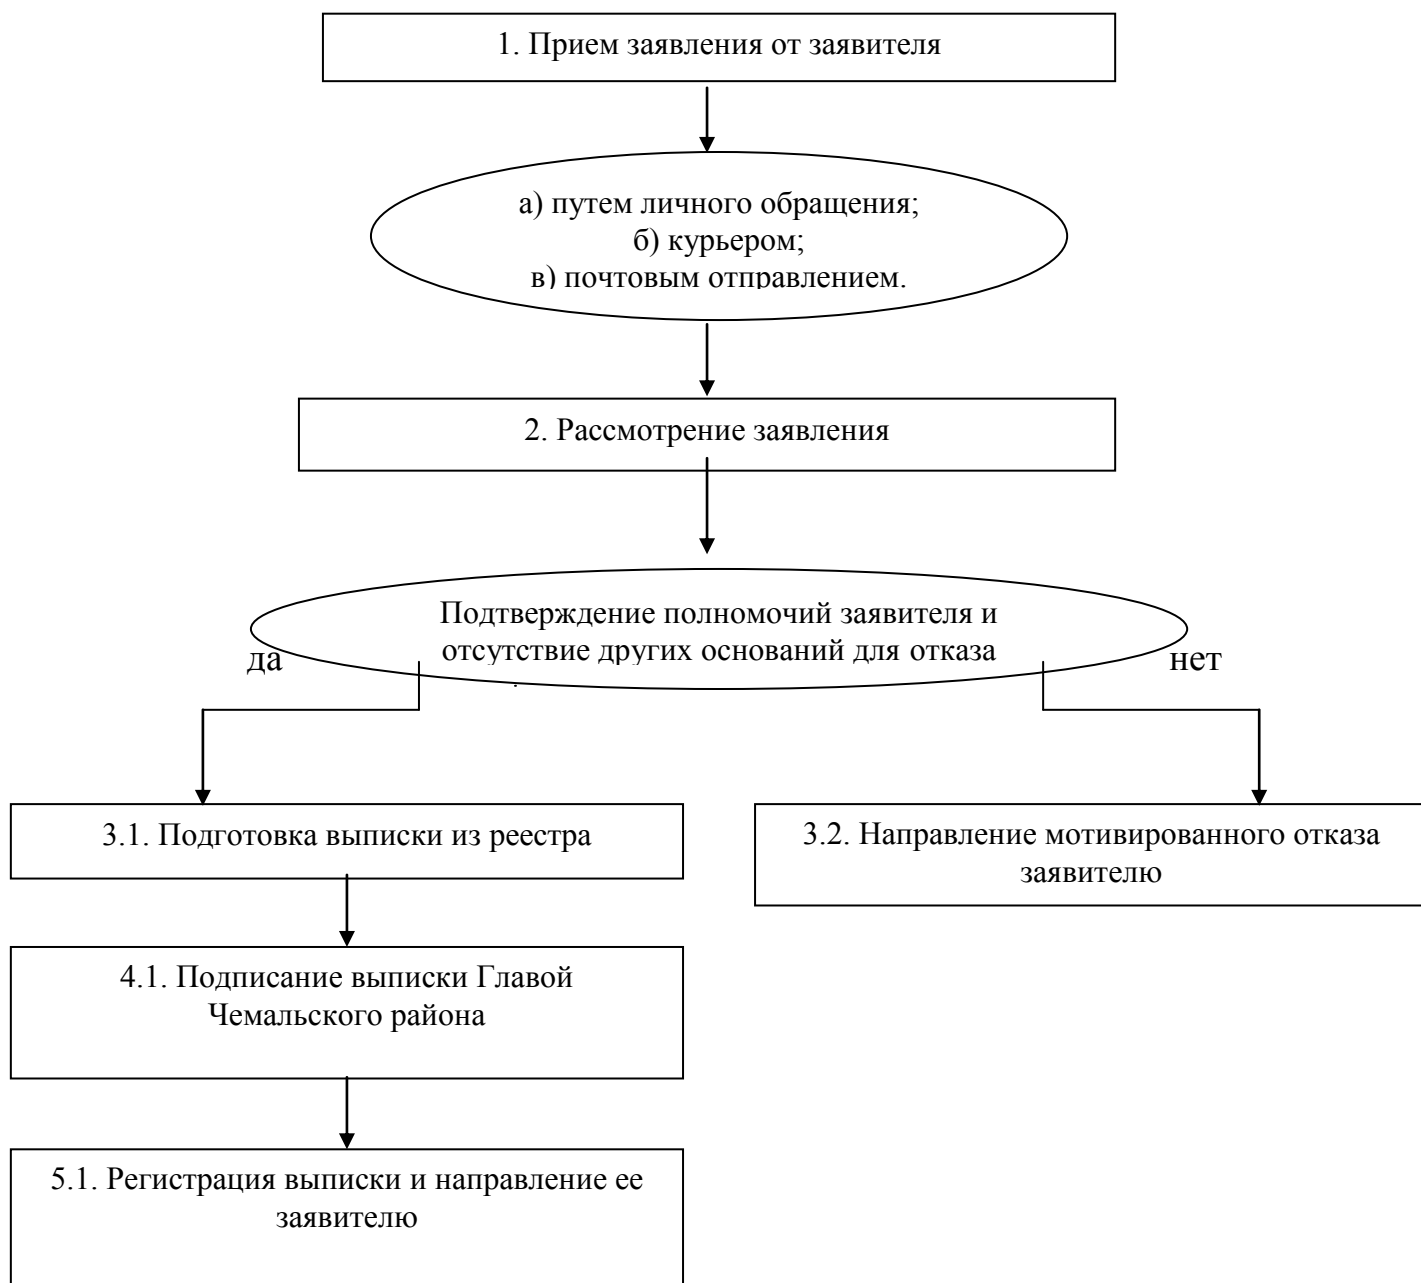 1. Прием заявления от заявителя
а) путем личного обращения;
б) курьером;
в) почтовым отправлением.
2. Рассмотрение заявления
Подтверждение полномочий заявителя и
отсутствие других оснований для отказа
.
да
нет
3.1. Подготовка выписки из реестра
3.2. Направление мотивированного отказа
заявителю
4.1. Подписание выписки Главой
Чемальского района
5.1. Регистрация выписки и направление ее
заявителю